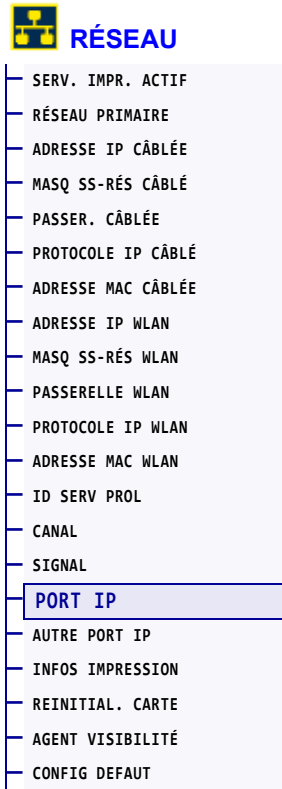 RÉSEAU
SERV. IMPR. ACTIF
RÉSEAU PRIMAIRE
ADRESSE IP CÂBLÉE
MASQ SS-RÉS CÂBLÉ
PASSER. CÂBLÉE
PROTOCOLE IP CÂBLÉ
ADRESSE MAC CÂBLÉE
ADRESSE IP WLAN
MASQ SS-RÉS WLAN
PASSERELLE WLAN
PROTOCOLE IP WLAN
ADRESSE MAC WLAN
ID SERV PROL
CANAL
SIGNAL
PORT IP
AUTRE PORT IP
INFOS IMPRESSION
REINITIAL. CARTE
AGENT VISIBILITÉ
CONFIG DEFAUT